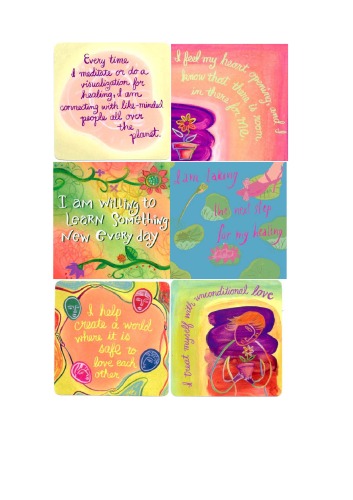 Every time
I meditate or do a
visualization for
healing, I am
connecting with like-minded
people all over
the
planet.
I feel my heart opening, and I
know that there is room
in there for me.
I am willing to
learn something
new every day
I am taking
the next step
for my healing
I help
create a world
where it is
safe to
love each
other.
I treat myself with unconditional love